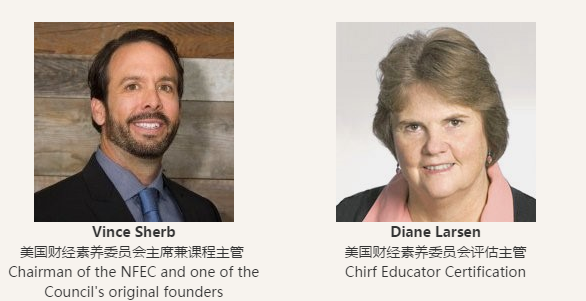 Vince Sherb
美国财经素养委员会主席兼课程主管
Chairman of the NFEC and one of the
Council's original founders
Diane Larsen
美国财经素养委员会评估主管
Chirf Educator Certification